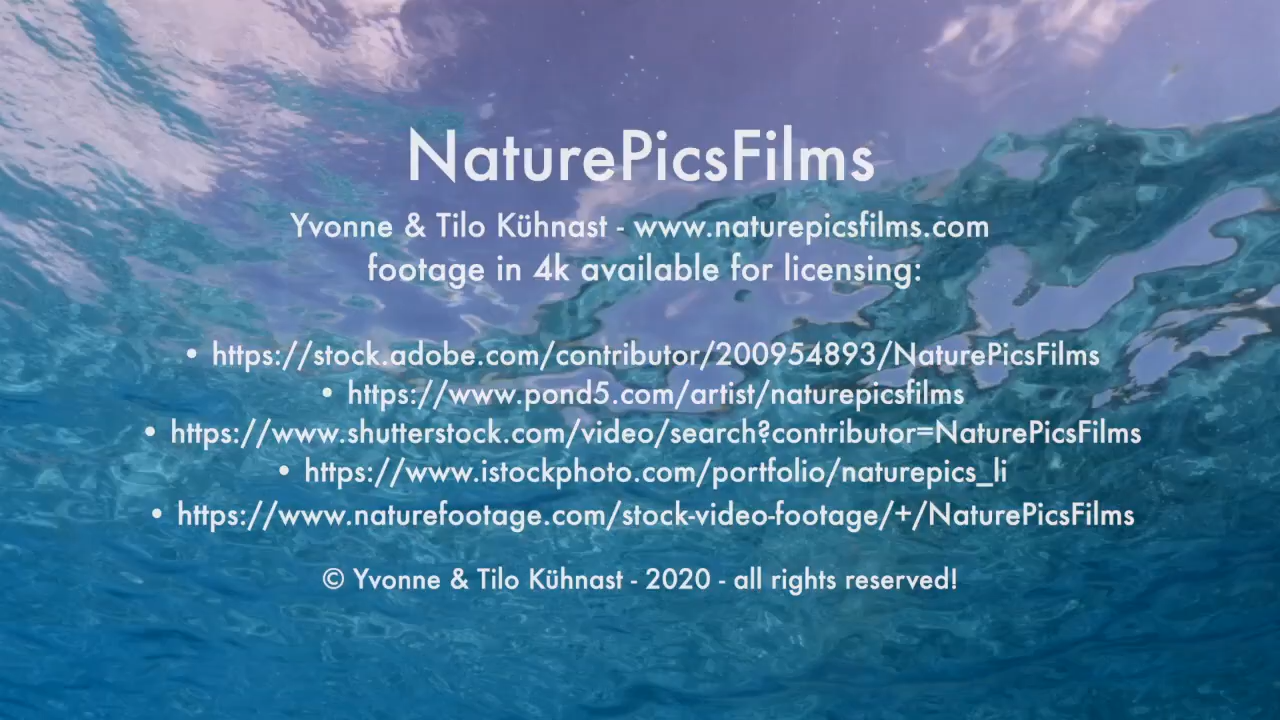 NaturePicsFilms
Yvonne & Tilo Kühnast - www.naturepicsfilms.com
footage in 4k available for licensing:
• https://stock.adobe.com/contributor/200954893/NaturePicsFilms
• https://www.pond5.com/artist/naturepicsfilms
• https://www.shutterstock.com/video/search?contributor=NaturePicsFilms
• https://www.istockphoto.com/portfolio/naturepics_li
• https://www.naturefootage.com/stock-video-footage/+/NaturePicsFilms
© Yvonne & Tilo Kühnast - 2020 - all rights reserved!